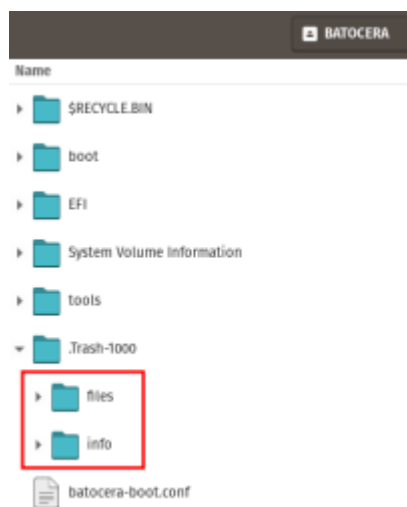 BATOCERA
Name
$RECYCLE.BIN
boot
EFI
System Volume Information
tools
.Trash-1000
files
info
batocera-boot.conf